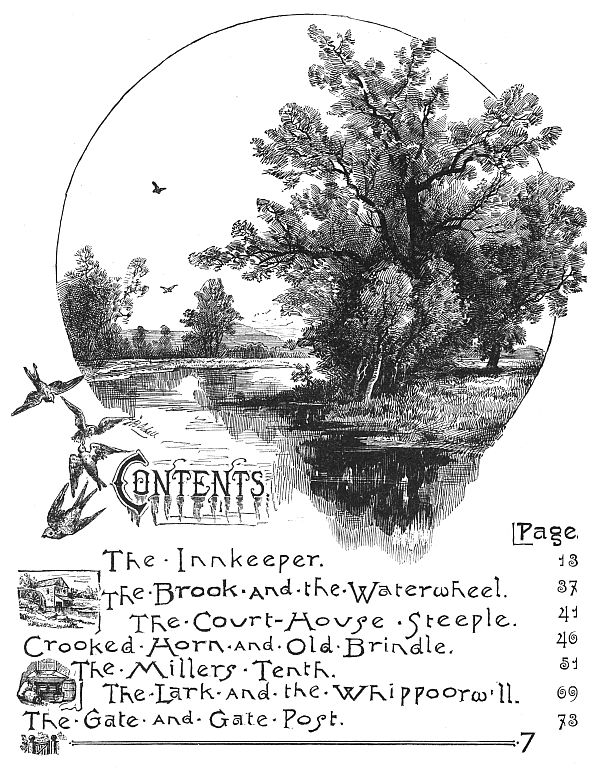 CONTENTS.
Page.
The · Innkeeper. 13
The · Brook · and · the · Waterwheel. 37
The · Court-House · Steeple. 41
Crooked · Horn · and · Old · Brindle. 46
The · Millers · Tenth. 51
The · Lark · and · the · Whippoorw'll. 69
The · Gate · and · Gate · Post. 73
7